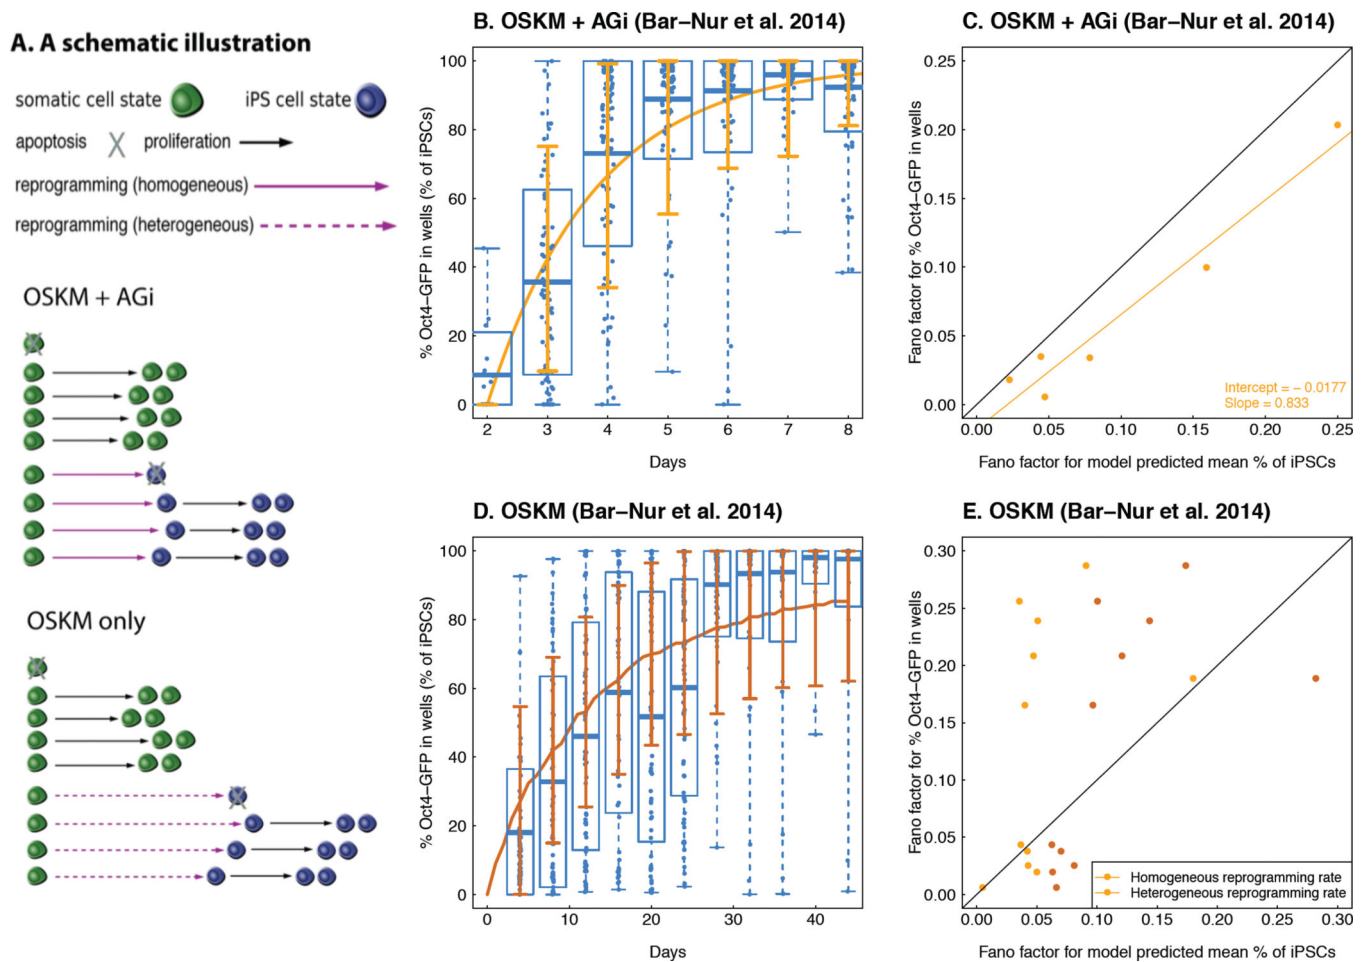 A. A schematic illustration
somatic cell state
iPS cell state
apoptosis
proliferation
reprogramming (homogeneous)
reprogramming (heterogeneous)
OSKM + AGi
OSKM only
B. OSKM + AGi (Bar–Nur et al. 2014)
% Oct4–GFP in wells (% of iPSCs)
100
80
60
40
20
0
2 3 4 5 6 7 8
Days
C. OSKM + AGi (Bar–Nur et al. 2014)
Fano factor for % Oct4–GFP in wells
0.25
0.20
0.15
0.10
0.05
0.00
Intercept = – 0.0177
Slope = 0.833
0.00 0.05 0.10 0.15 0.20 0.25
Fano factor for model predicted mean % of iPSCs
D. OSKM (Bar–Nur et al. 2014)
% Oct4–GFP in wells (% of iPSCs)
100
80
60
40
20
0
0 10 20 30 40
Days
E. OSKM (Bar–Nur et al. 2014)
Fano factor for % Oct4–GFP in wells
0.30
0.25
0.20
0.15
0.10
0.05
0.00
Homogeneous reprogramming rate
Heterogeneous reprogramming rate
0.00 0.05 0.10 0.15 0.20 0.25 0.30
Fano factor for model predicted mean % of iPSCs